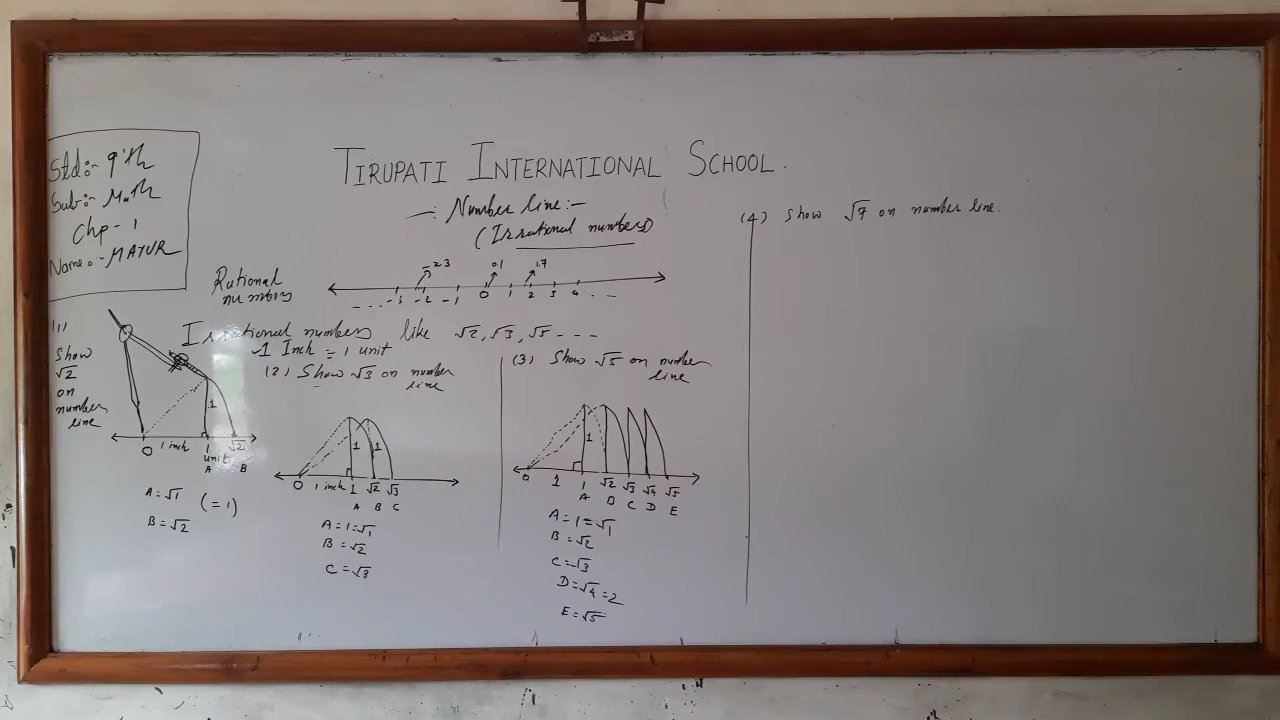 Std:- 9'th
Sub:- Math
Chp- 1
Name:- MAYUR
TIRUPATI INTERNATIONAL SCHOOL.
-: Number line:-
(Irrational numbers)
Rational numbers
-2.3 0.1 1.7
.... -3 -2 -1 0 1 2 3 4 ...
Irrational numbers like √2, √3, √5 ----
1 Inch = 1 unit
(1)
Show
√2
on
number
line
1
0 1 inch 1 √2
unit
A B
A = √1 (= 1)
B = √2
(2) Show √3 on number
line
1 1
0 1 inch 1 √2 √3
A B C
A = 1 = √1
B = √2
C = √3
(3) Show √5 on number
line
1
0 1 1 √2 √3 √4 √5
A B C D E
A = 1 = √1
B = √2
C = √3
D = √4 = 2
E = √5
(4) Show √7 on number line.